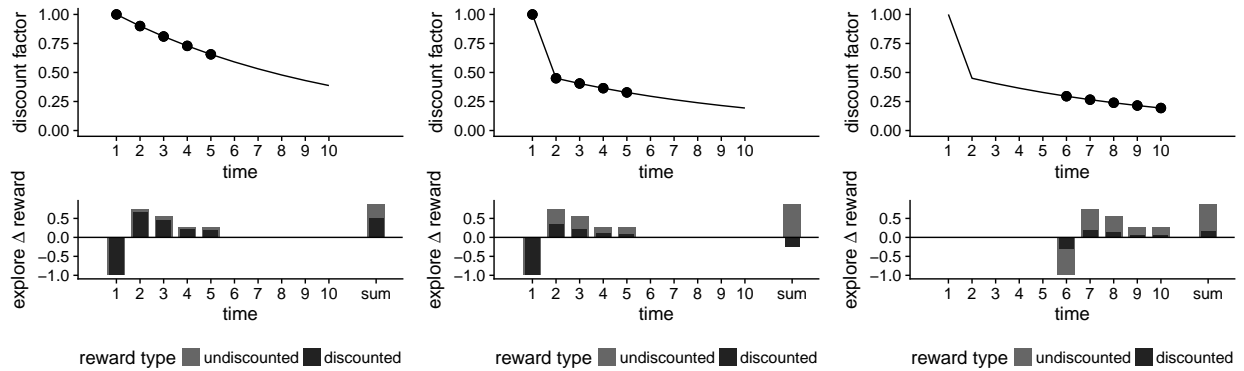 discount factor
1.00
0.75
0.50
0.25
0.00
1 2 3 4 5 6 7 8 9 10
time
explore Δ reward
0.5
0.0
−0.5
−1.0
1 2 3 4 5 6 7 8 9 10 sum
time
reward type undiscounted discounted
discount factor
1.00
0.75
0.50
0.25
0.00
1 2 3 4 5 6 7 8 9 10
time
explore Δ reward
0.5
0.0
−0.5
−1.0
1 2 3 4 5 6 7 8 9 10 sum
time
reward type undiscounted discounted
discount factor
1.00
0.75
0.50
0.25
0.00
1 2 3 4 5 6 7 8 9 10
time
explore Δ reward
0.5
0.0
−0.5
−1.0
1 2 3 4 5 6 7 8 9 10 sum
time
reward type undiscounted discounted